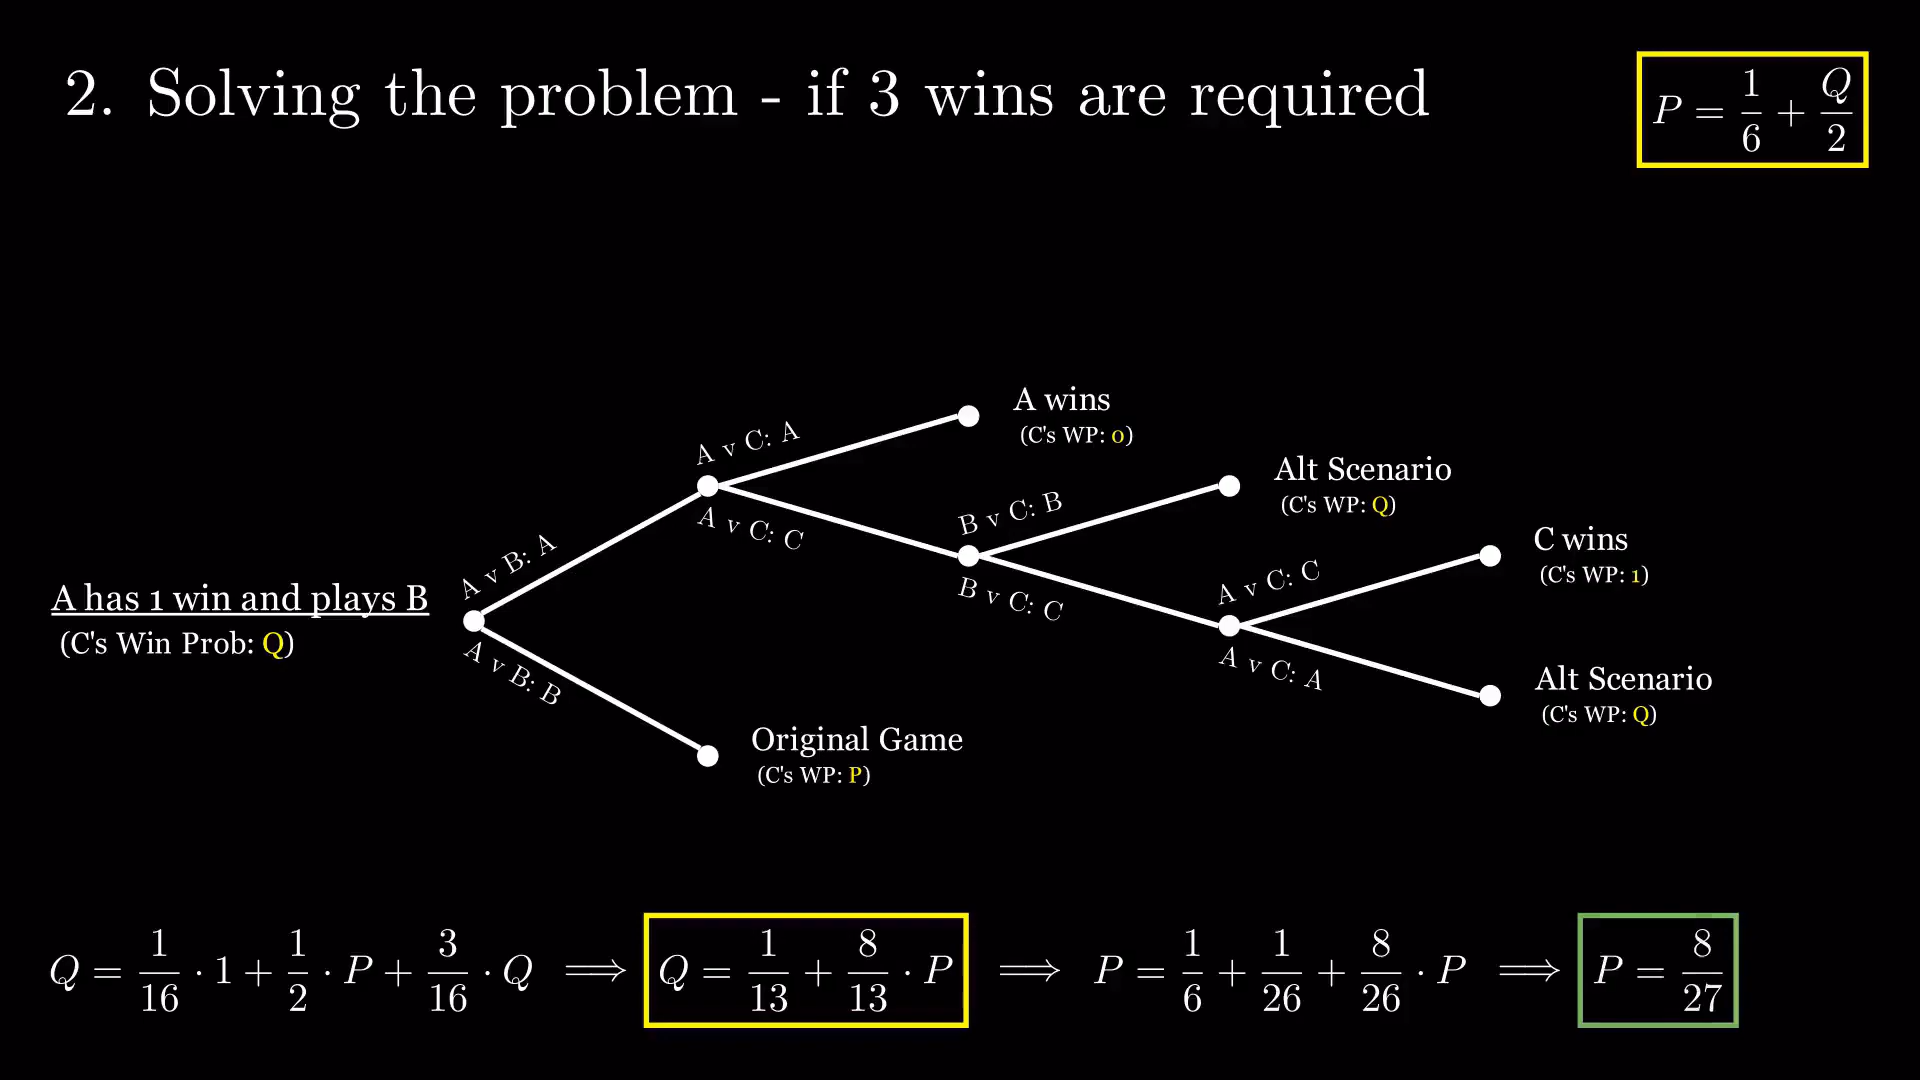 2. Solving the problem - if 3 wins are required
P = 1/6 + Q/2
A wins
(C's WP: 0)
A v C: A
Alt Scenario
(C's WP: Q)
B v C: B
A v C: C
C wins
(C's WP: 1)
A v B: A
A v C: C
B v C: C
A has 1 win and plays B
(C's Win Prob: Q)
A v B: B
A v C: A
Alt Scenario
(C's WP: Q)
Original Game
(C's WP: P)
Q = 1/16 · 1 + 1/2 · P + 3/16 · Q ⟹ Q = 1/13 + 8/13 · P ⟹ P = 1/6 + 1/26 + 8/26 · P ⟹ P = 8/27